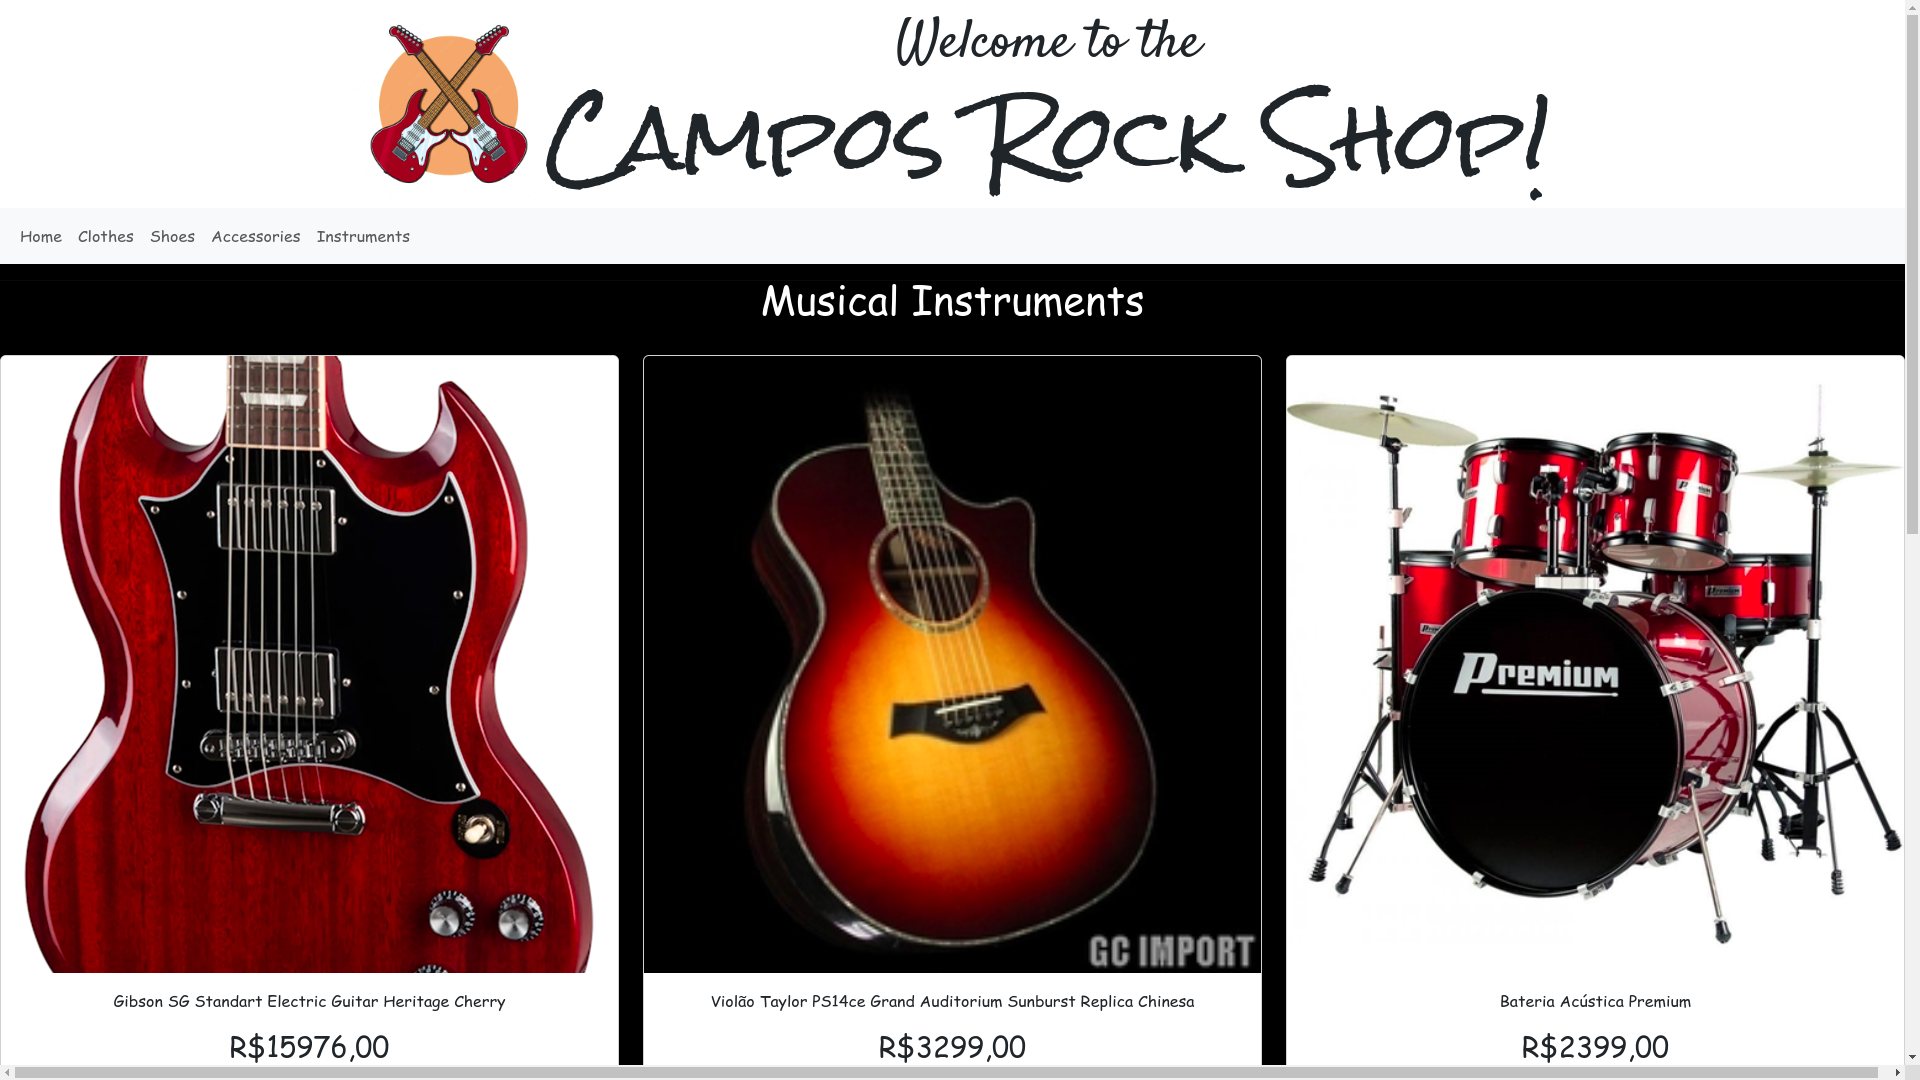 Welcome to the
Campos Rock Shop!
Home Clothes Shoes Accessories Instruments
Musical Instruments
Premium
GC IMPORT
Gibson SG Standart Electric Guitar Heritage Cherry
Violão Taylor PS14ce Grand Auditorium Sunburst Replica Chinesa
Bateria Acústica Premium
R$15976,00
R$3299,00
R$2399,00